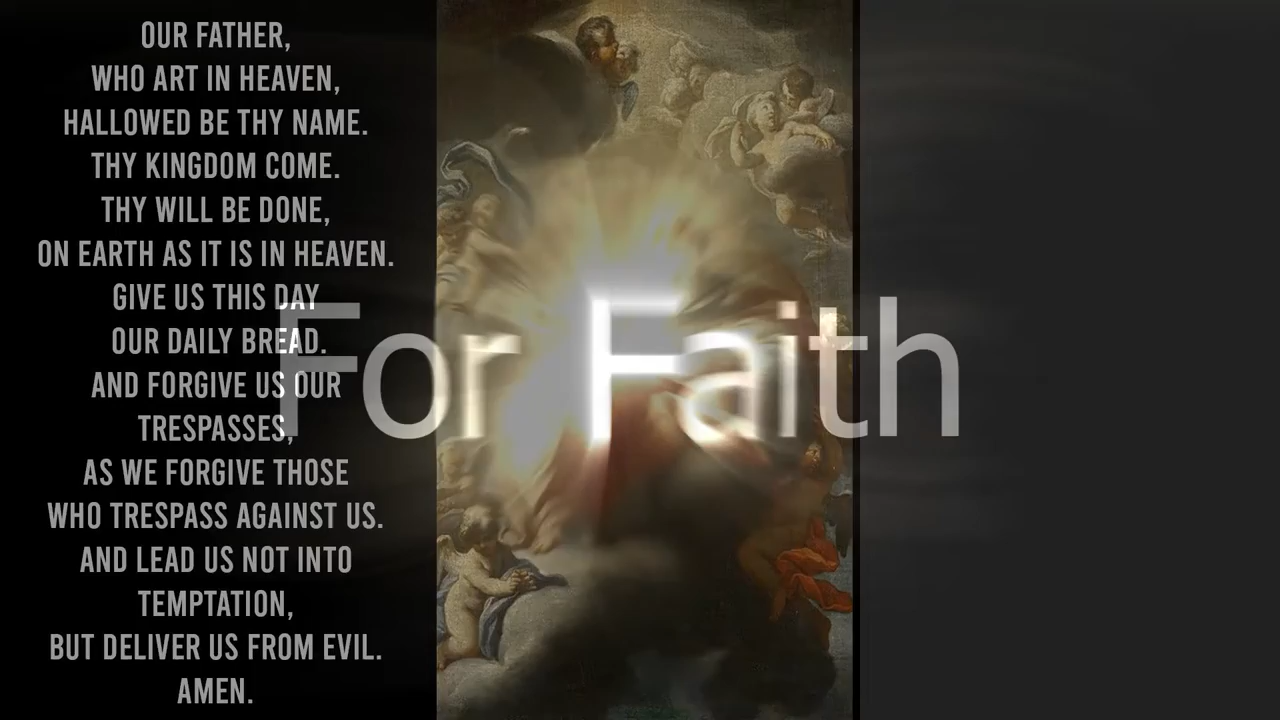 OUR FATHER,
WHO ART IN HEAVEN,
HALLOWED BE THY NAME.
THY KINGDOM COME.
THY WILL BE DONE,
ON EARTH AS IT IS IN HEAVEN.
GIVE US THIS DAY
OUR DAILY BREAD.
AND FORGIVE US OUR
TRESPASSES,
AS WE FORGIVE THOSE
WHO TRESPASS AGAINST US.
AND LEAD US NOT INTO
TEMPTATION,
BUT DELIVER US FROM EVIL.
AMEN.
For Faith